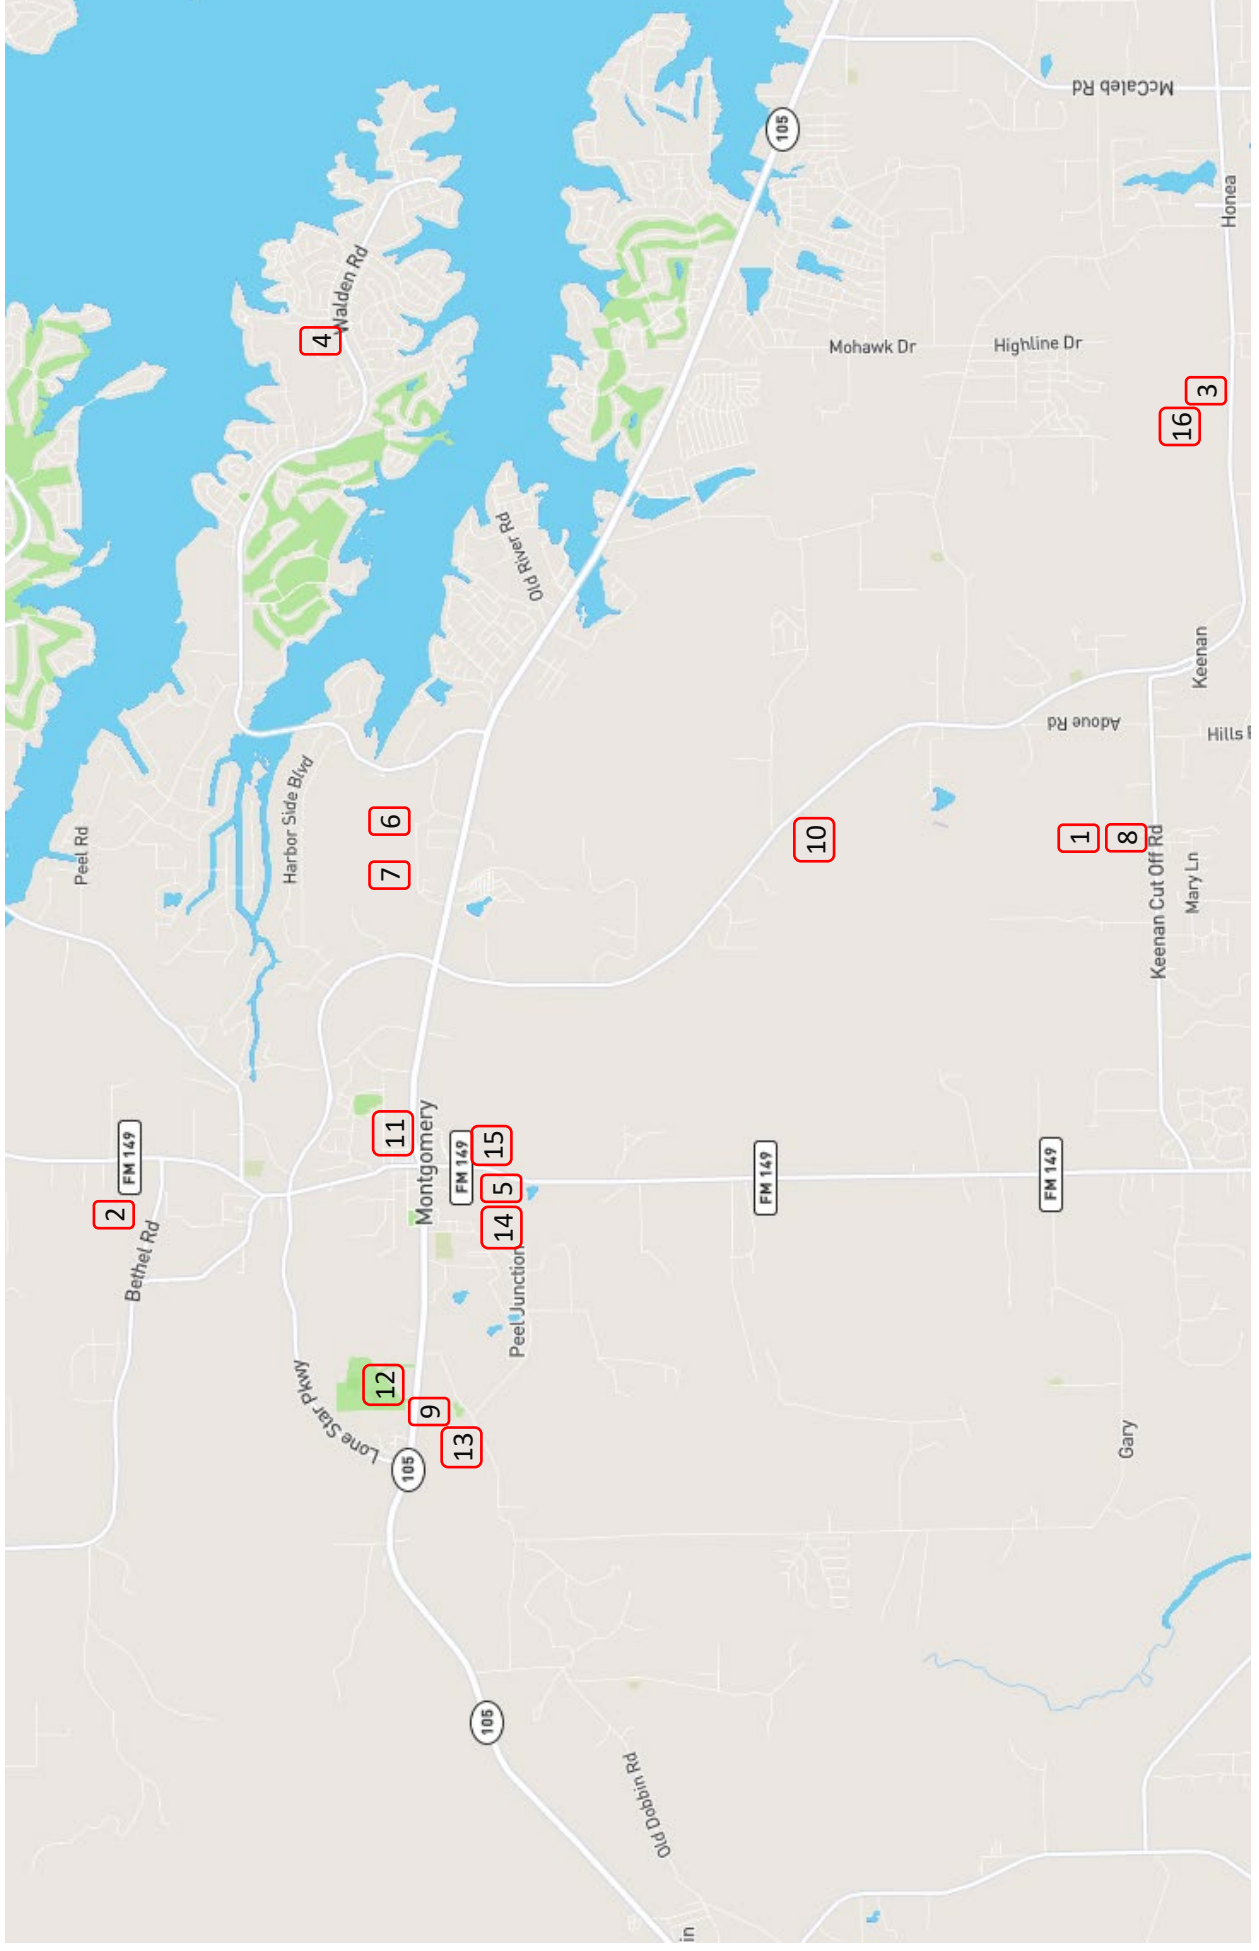 McCaleb Rd
105
Honea
Walden Rd
4
Mohawk Dr
Highline Dr
3
16
Old River Rd
Keenan
Adoue Rd
Hills
Peel Rd
Harbor Side Blvd
6
7
10
1
8
Keenan Cut Off Rd
Mary Ln
FM 149
2
Bethel Rd
11
Montgomery
FM 149
15
5
14
Peel Junction
FM 149
FM 149
12
9
13
Lone Star Pkwy
105
Gary
105
Old Dobbin Rd
in